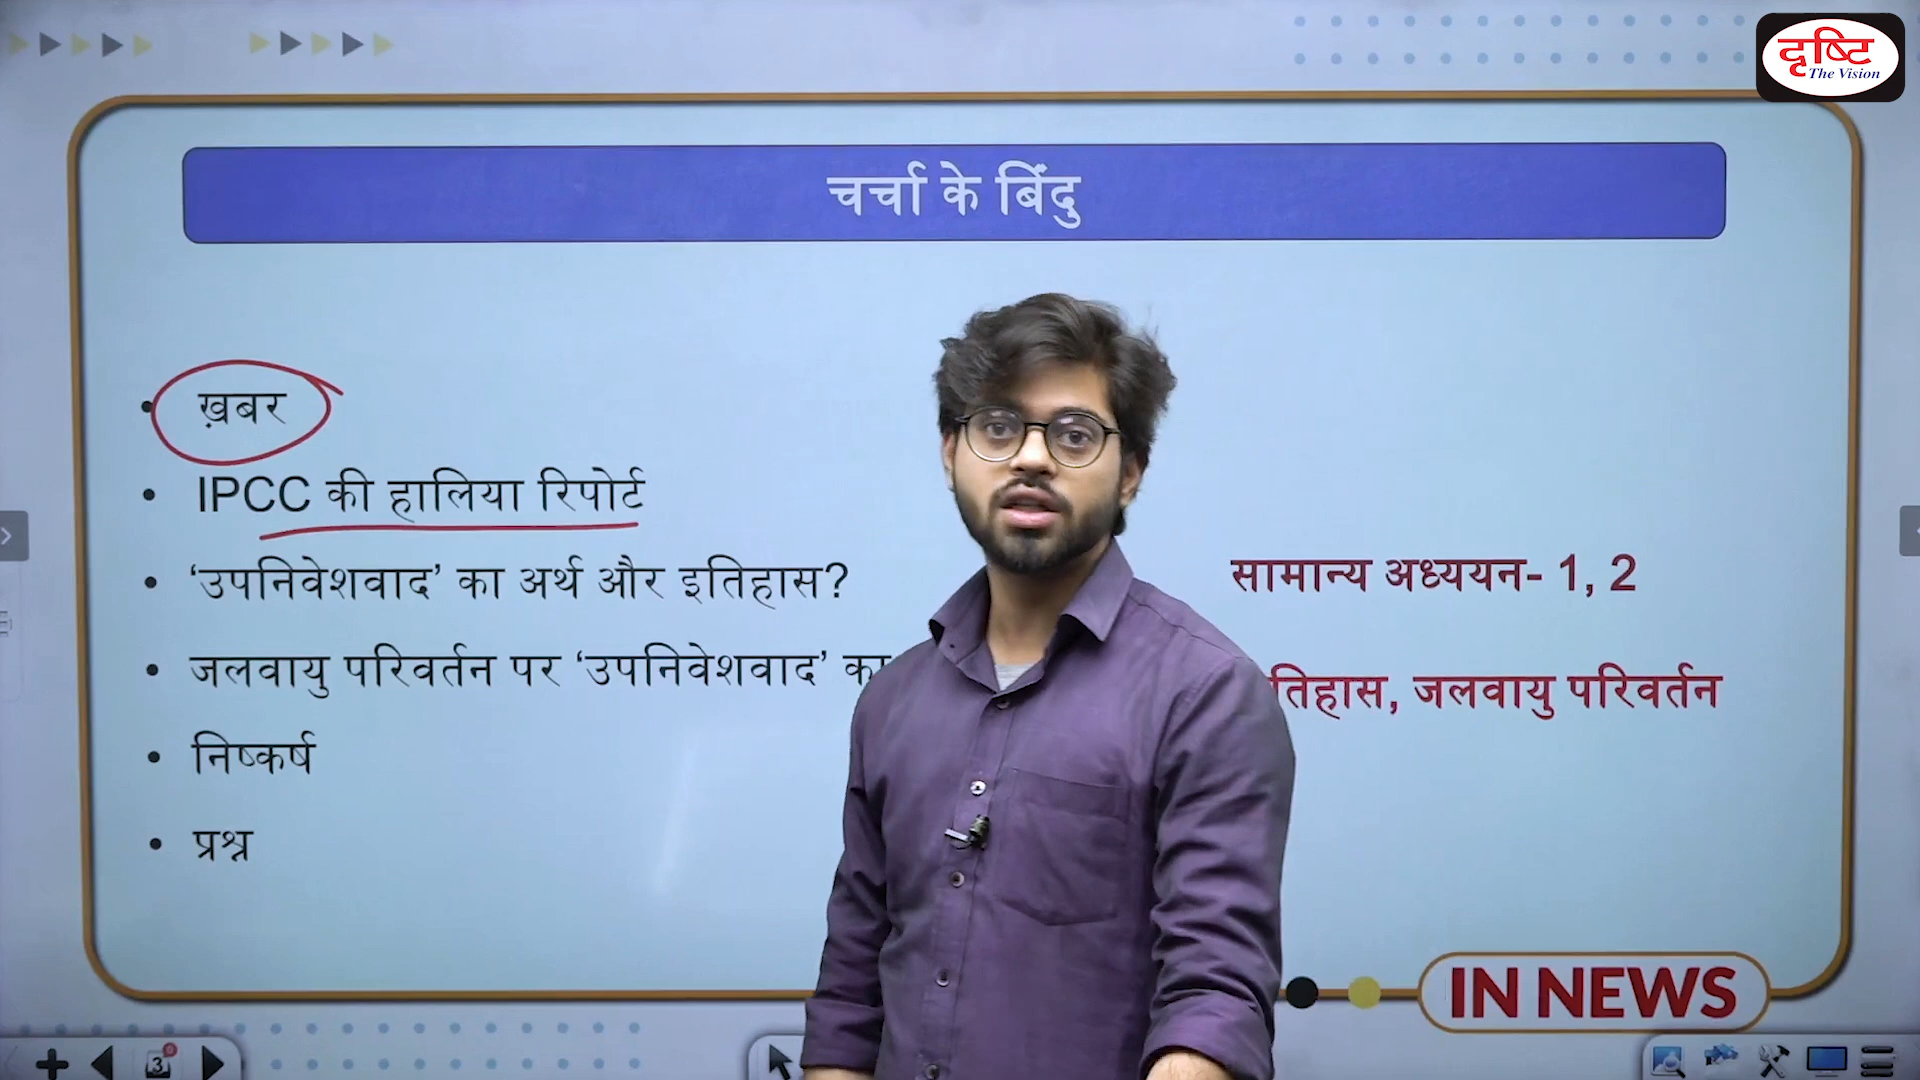 दृष्टि
The Vision
चर्चा के बिंदु
ख़बर
IPCC की हालिया रिपोर्ट
‘उपनिवेशवाद’ का अर्थ और इतिहास?
जलवायु परिवर्तन पर ‘उपनिवेशवाद’ का
निष्कर्ष
प्रश्न
सामान्य अध्ययन- 1, 2
जलवायु परिवर्तन
IN NEWS
3